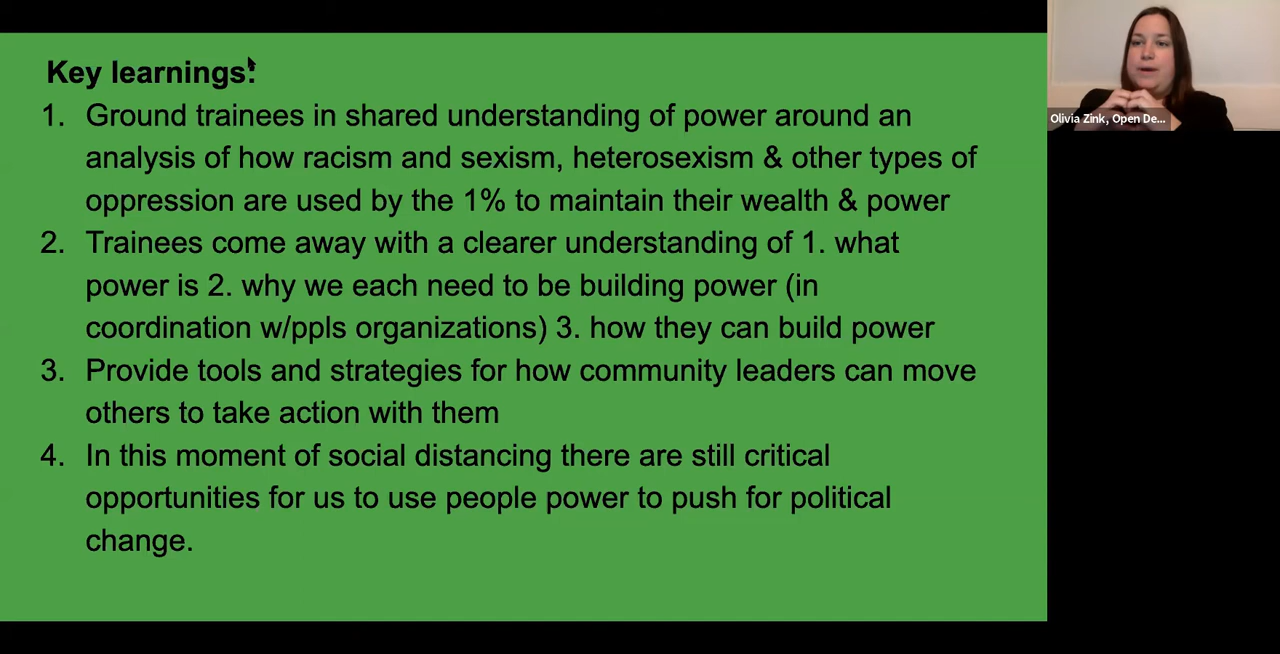 Key learnings:
1. Ground trainees in shared understanding of power around an
analysis of how racism and sexism, heterosexism & other types of
oppression are used by the 1% to maintain their wealth & power
2. Trainees come away with a clearer understanding of 1. what
power is 2. why we each need to be building power (in
coordination w/ppls organizations) 3. how they can build power
3. Provide tools and strategies for how community leaders can move
others to take action with them
4. In this moment of social distancing there are still critical
opportunities for us to use people power to push for political
change.
Olivia Zink, Open De...